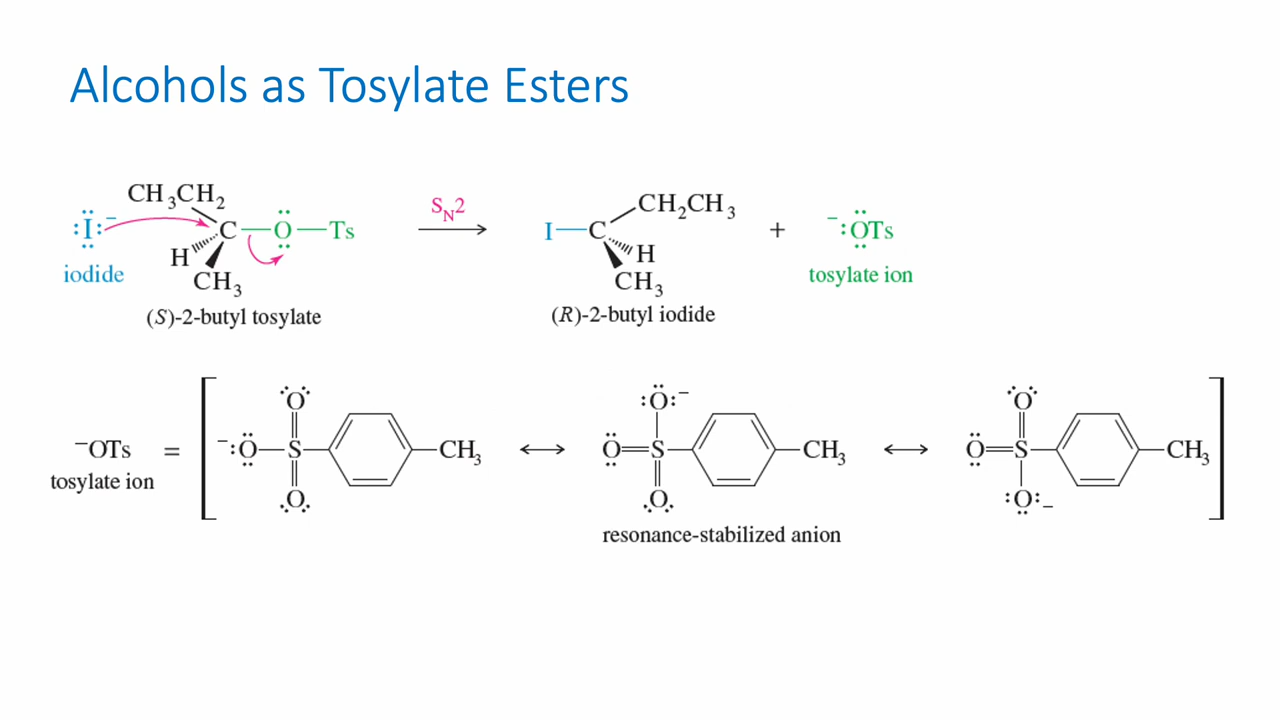 Alcohols as Tosylate Esters
CH₃CH₂ C H CH₃ O Ts
:I:⁻
iodide
(S)-2-butyl tosylate
SN2
I C CH₂CH₃ H CH₃
(R)-2-butyl iodide
+
⁻:OTs
tosylate ion
⁻OTs =
tosylate ion
⁻:O S O O CH₃
:O:⁻ O S O CH₃
O O S :O:⁻ CH₃
resonance-stabilized anion